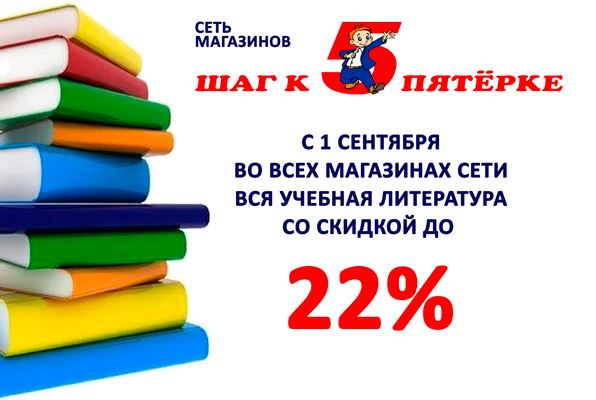 СЕТЬ
МАГАЗИНОВ
ШАГ К 5 ПЯТЁРКЕ
С 1 СЕНТЯБРЯ
ВО ВСЕХ МАГАЗИНАХ СЕТИ
ВСЯ УЧЕБНАЯ ЛИТЕРАТУРА
СО СКИДКОЙ ДО
22%